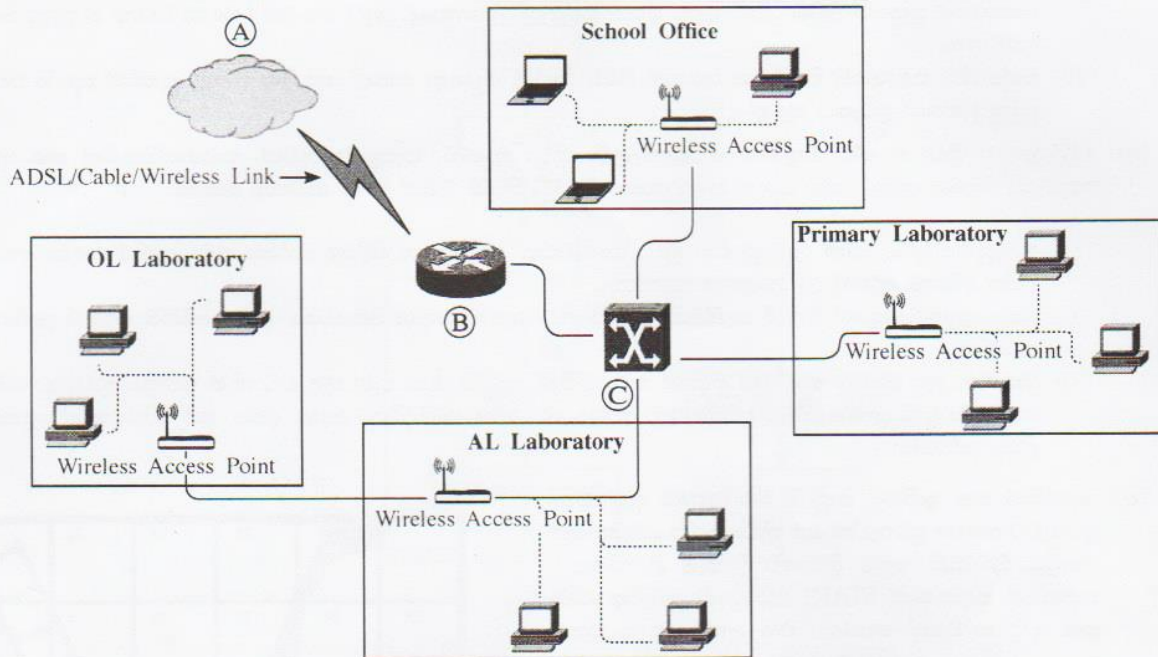 Ⓐ
School Office
Wireless Access Point
ADSL/Cable/Wireless Link
OL Laboratory
Wireless Access Point
Ⓑ
Ⓒ
Primary Laboratory
Wireless Access Point
AL Laboratory
Wireless Access Point